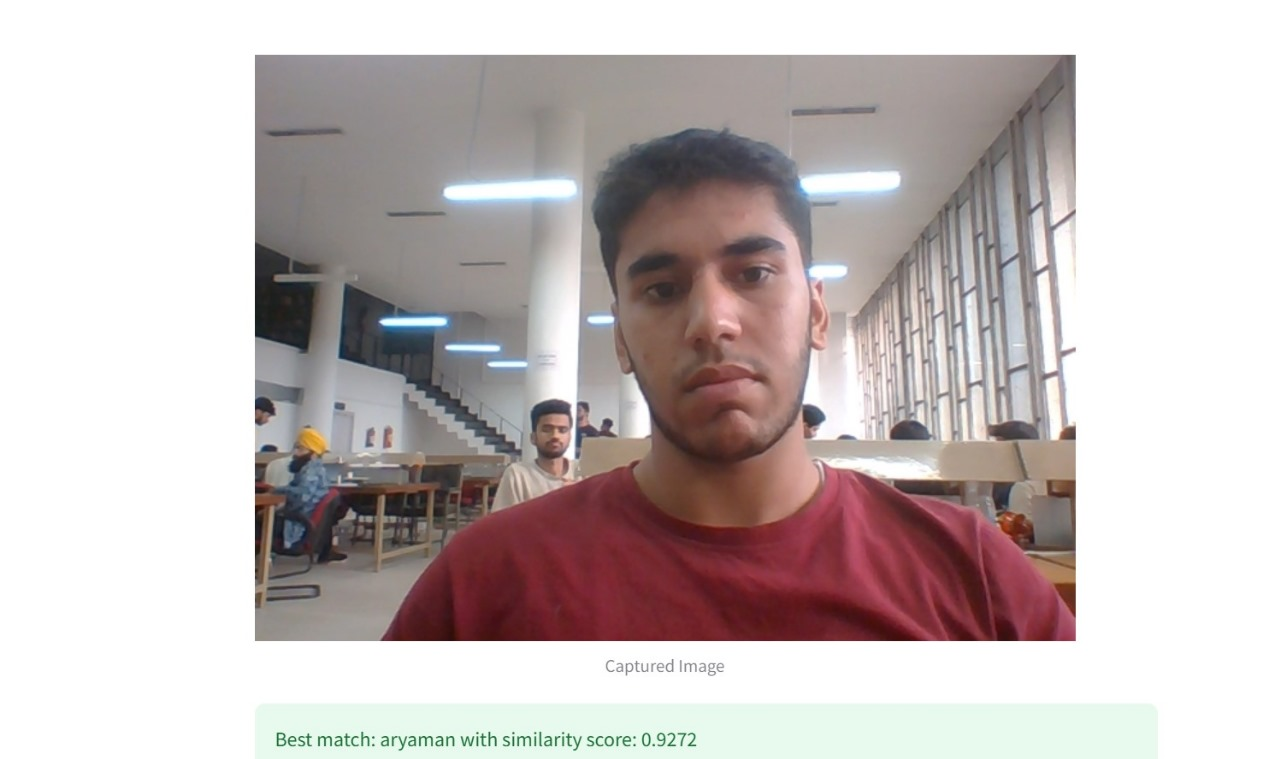 Captured Image
Best match: aryaman with similarity score: 0.9272